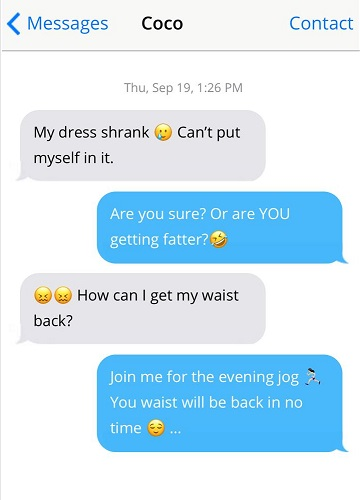 Messages Coco Contact
Thu, Sep 19, 1:26 PM
My dress shrank 🥲 Can't put
myself in it.
Are you sure? Or are YOU
getting fatter?🤣
😖😖 How can I get my waist
back?
Join me for the evening jog 🏃🏻
You waist will be back in no
time 😌 ...